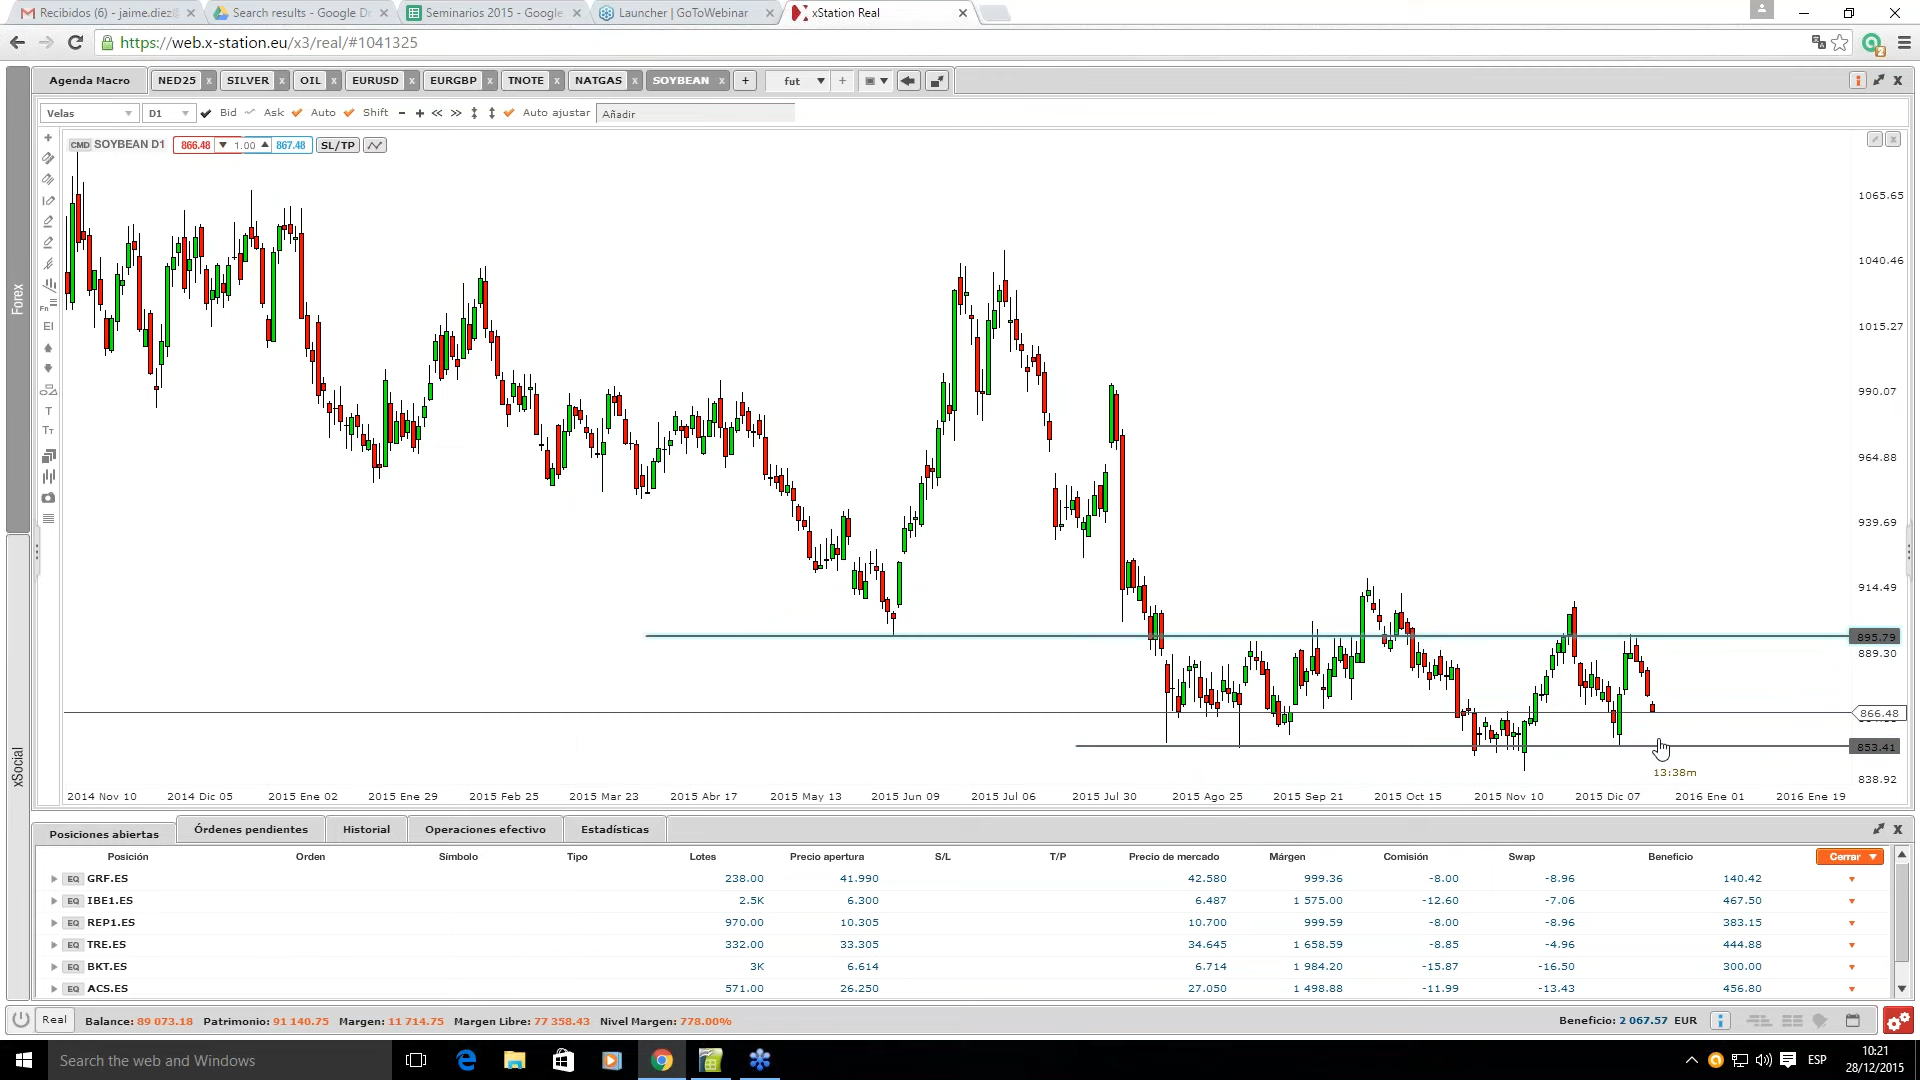 Recibidos (6) - jaime.diez@
Search results - Google Dr
Seminarios 2015 - Google
Launcher | GoToWebinar
xStation Real
https://web.x-station.eu/x3/real/#1041325
Agenda Macro NED25 x SILVER x OIL x EURUSD x EURGBP x TNOTE x NATGAS x SOYBEAN x + fut
Velas D1 Bid Ask Auto Shift Auto ajustar Añadir
CMD SOYBEAN D1 866.48 1.00 867.48 SL/TP
Forex
xSocial
Fn
EI
T
TT
1065.65
1040.46
1015.27
990.07
964.88
939.69
914.49
895.79
889.30
866.48
853.41
838.92
13:38m
2014 Nov 10 2014 Dic 05 2015 Ene 02 2015 Ene 29 2015 Feb 25 2015 Mar 23 2015 Abr 17 2015 May 13 2015 Jun 09 2015 Jul 06 2015 Jul 30 2015 Ago 25 2015 Sep 21 2015 Oct 15 2015 Nov 10 2015 Dic 07 2016 Ene 01 2016 Ene 19
Posiciones abiertas Órdenes pendientes Historial Operaciones efectivo Estadísticas
Posición Orden Símbolo Tipo Lotes Precio apertura S/L T/P Precio de mercado Márgen Comisión Swap Beneficio Cerrar
EQ GRF.ES 238.00 41.990 42.580 999.36 -8.00 -8.96 140.42
EQ IBE1.ES 2.5K 6.300 6.487 1 575.00 -12.60 -7.06 467.50
EQ REP1.ES 970.00 10.305 10.700 999.59 -8.00 -8.96 383.15
EQ TRE.ES 332.00 33.305 34.645 1 658.59 -8.85 -4.96 444.88
EQ BKT.ES 3K 6.614 6.714 1 984.20 -15.87 -16.50 300.00
EQ ACS.ES 571.00 26.250 27.050 1 498.88 -11.99 -13.43 456.80
Real Balance: 89 073.18 Patrimonio: 91 140.75 Margen: 11 714.75 Margen Libre: 77 358.43 Nivel Margen: 778.00% Beneficio: 2 067.57 EUR
Search the web and Windows
ESP
10:21
28/12/2015